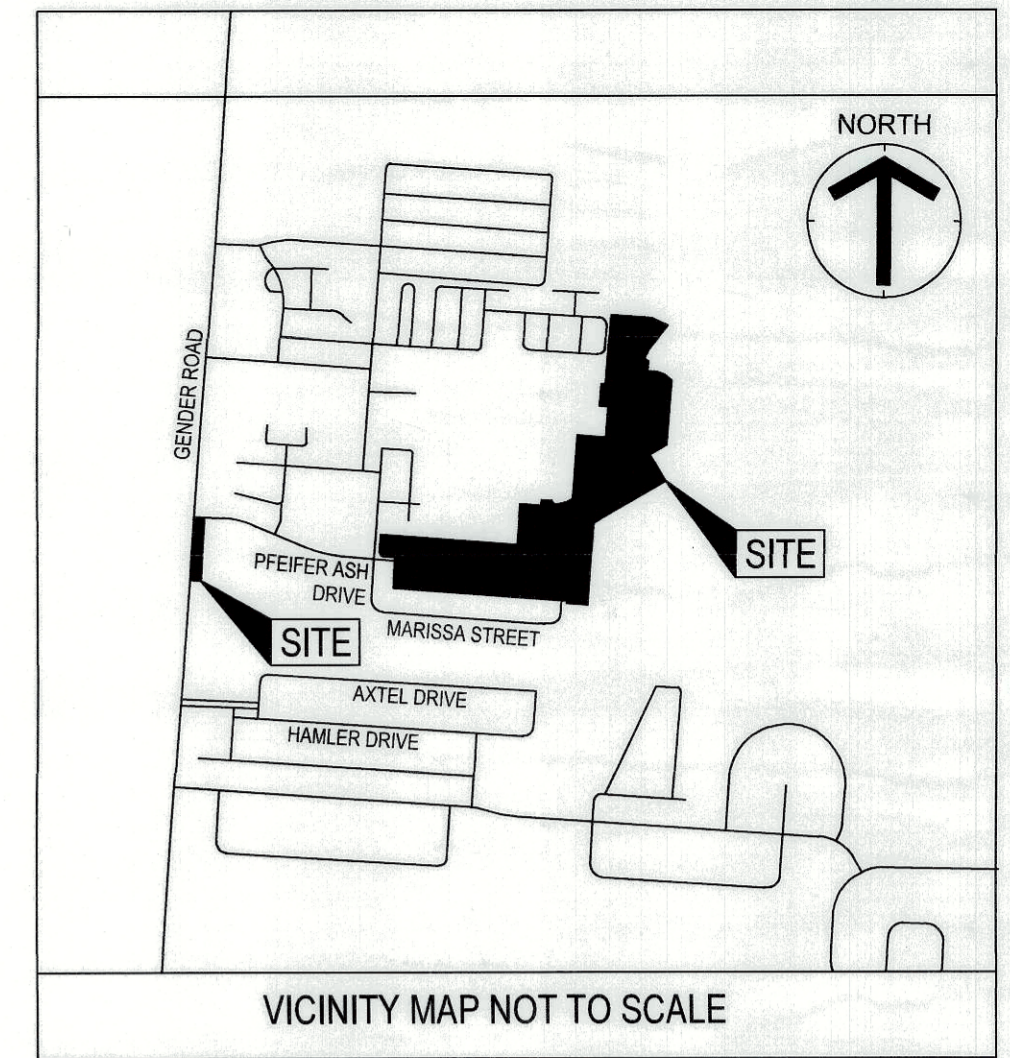 NORTH
GENDER ROAD
SITE
PFEIFER ASH
DRIVE
MARISSA STREET
SITE
AXTEL DRIVE
HAMLER DRIVE
VICINITY MAP NOT TO SCALE